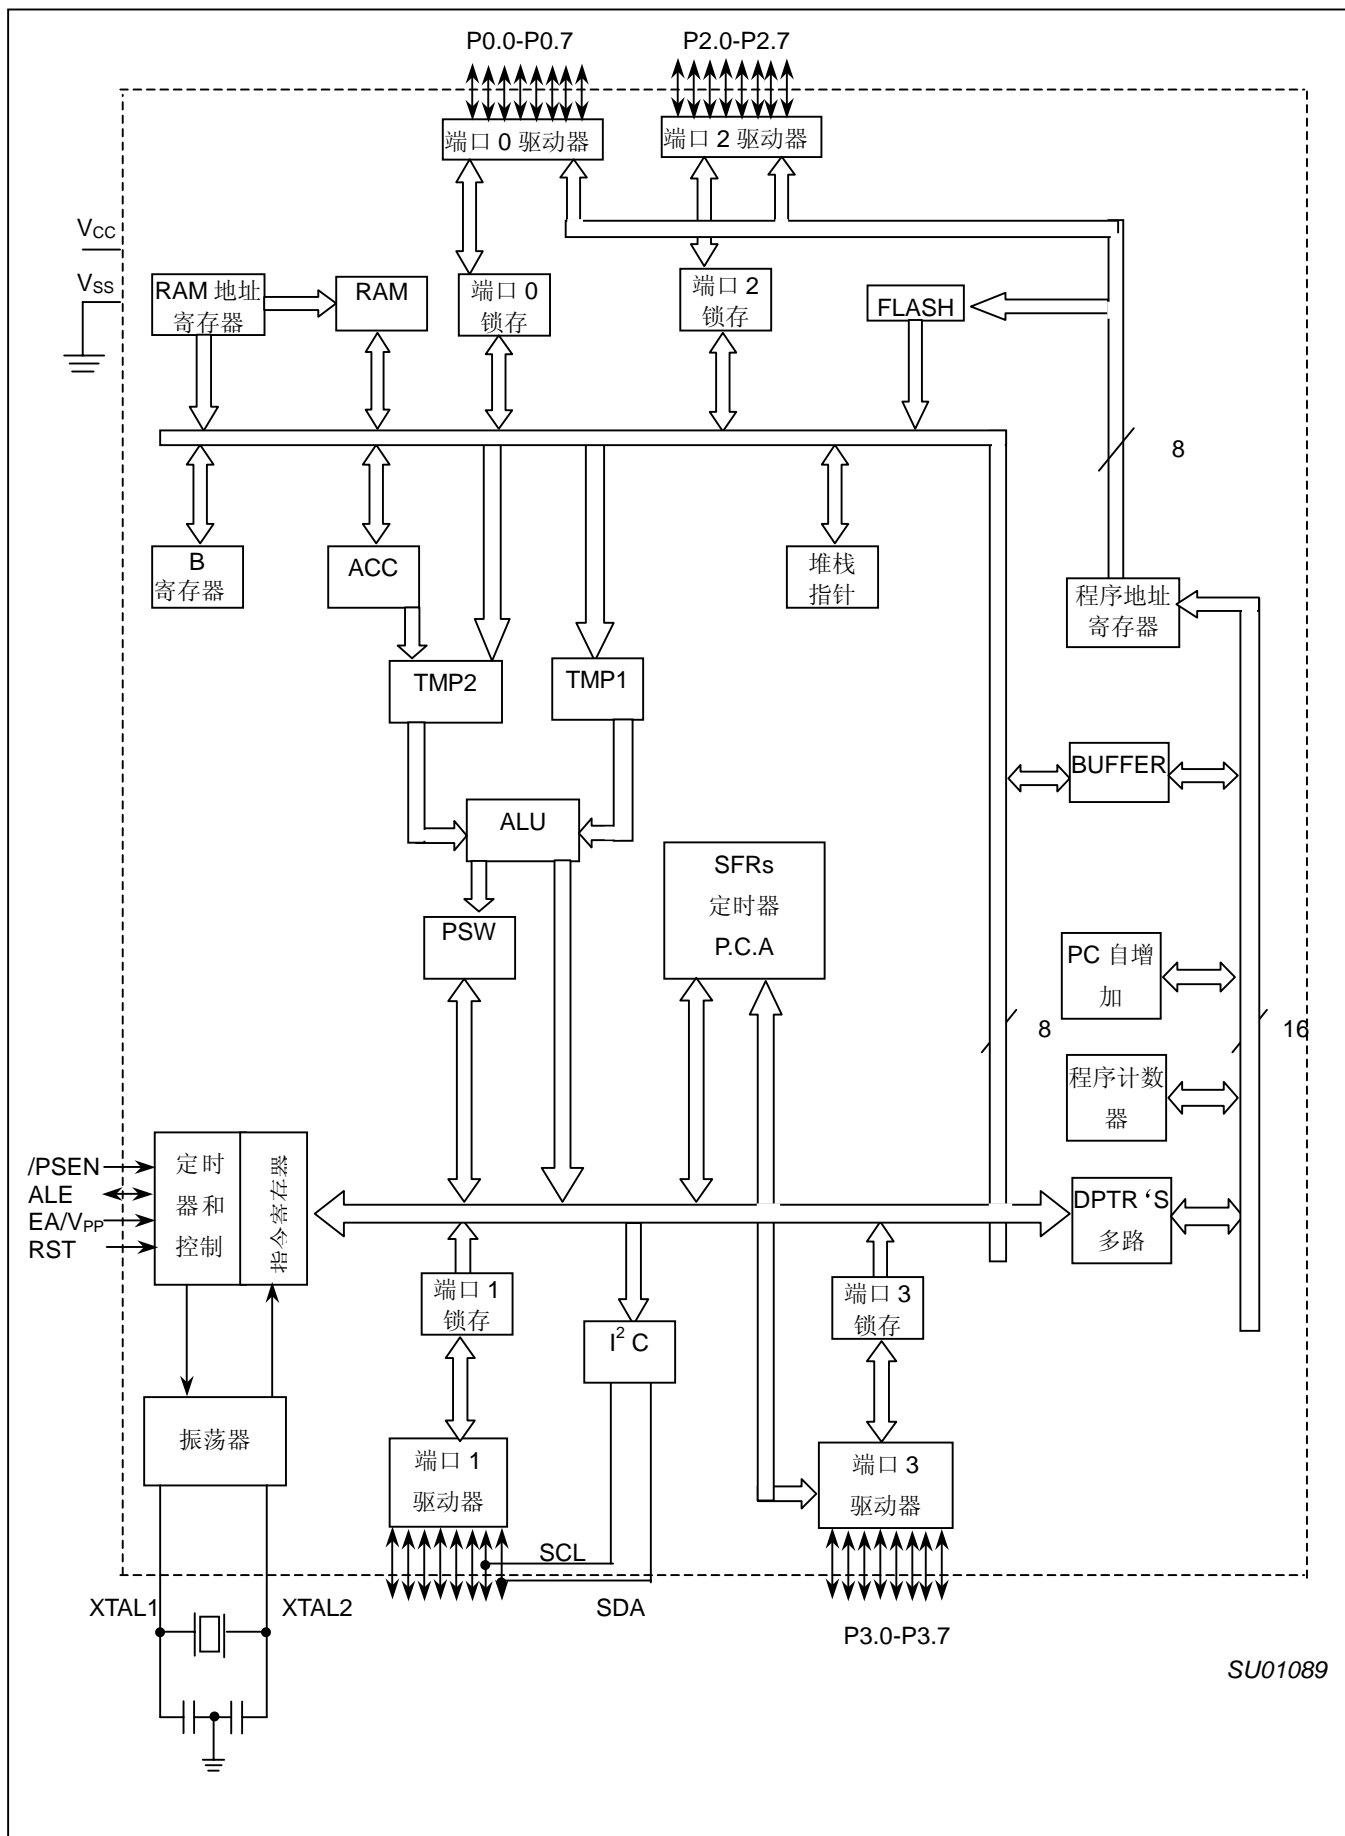 P0.0-P0.7
P2.0-P2.7
端口 0 驱动器
端口 2 驱动器
VCC
VSS
RAM 地址
寄存器
RAM
端口 0
锁存
端口 2
锁存
FLASH
8
B
寄存器
ACC
堆栈
指针
程序地址
寄存器
TMP2
TMP1
BUFFER
ALU
SFRs
定时器
P.C.A
PSW
PC 自增
加
8
16
程序计数
器
/PSEN
ALE
EA/VPP
RST
定时
器和
控制
指令寄存器
DPTR ‘S
多路
端口 1
锁存
I² C
端口 3
锁存
振荡器
端口 1
驱动器
端口 3
驱动器
SCL
XTAL1
XTAL2
SDA
P3.0-P3.7
SU01089